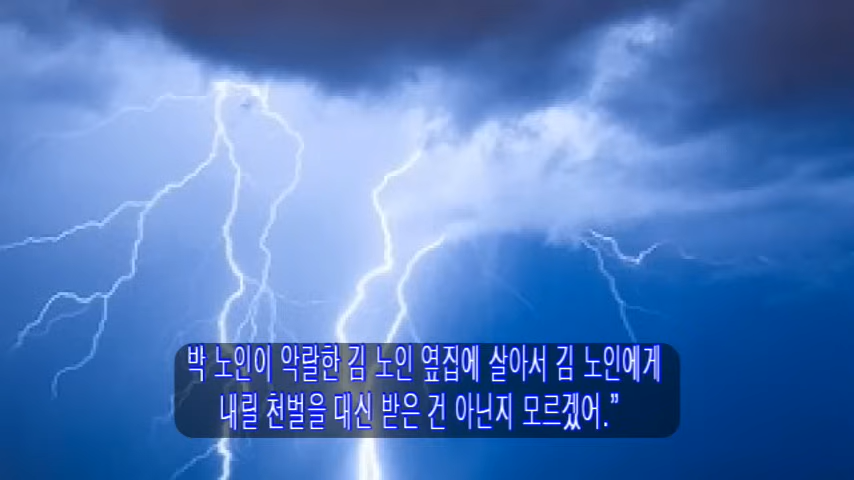 박 노인이 악랄한 김 노인 옆집에 살아서 김 노인에게
내릴 천벌을 대신 받은 건 아닌지 모르겠어.”